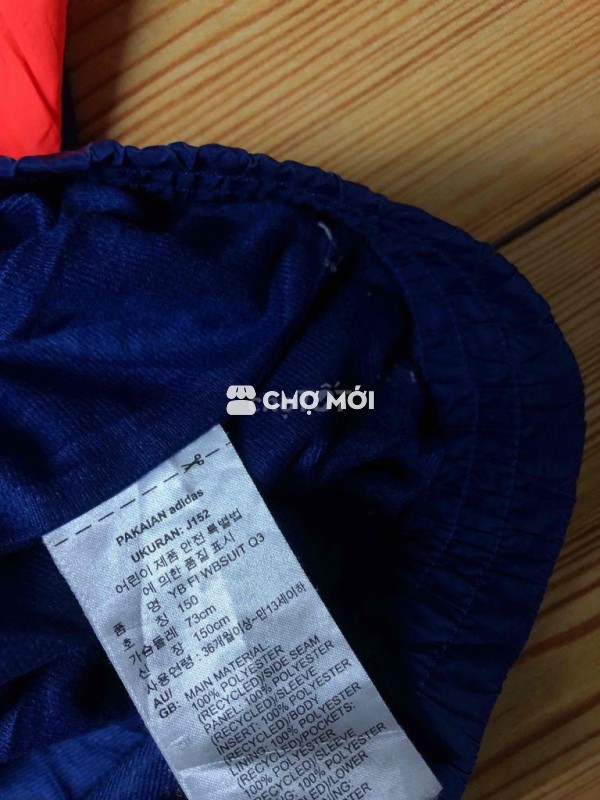 CHỢ MỚI
PAKAIAN adidas
UKURAN: J152
어린이 제품 안전 특별법
에 의한 품질 표시
품 명 YB FI WBSUIT Q3
호 칭 150
가슴둘레 73cm
신 장 150cm
사용연령 : 36개월이상~만13세이하
AU/
GB: MAIN MATERIAL
100% POLYESTER
(RECYCLED)/SIDE SEAM
PANEL: 100% POLYESTER
(RECYCLED)/SLEEVE
INSERT: 100% POLYESTER
(RECYCLED)/BODY
LINING: 100% POLYESTER
(RECYCLED)/POCKETS:
100% POLYESTER
(RECYCLED)/SLEEVE
LINING: 100% POLYESTER
(RECYCLED)/LOWER